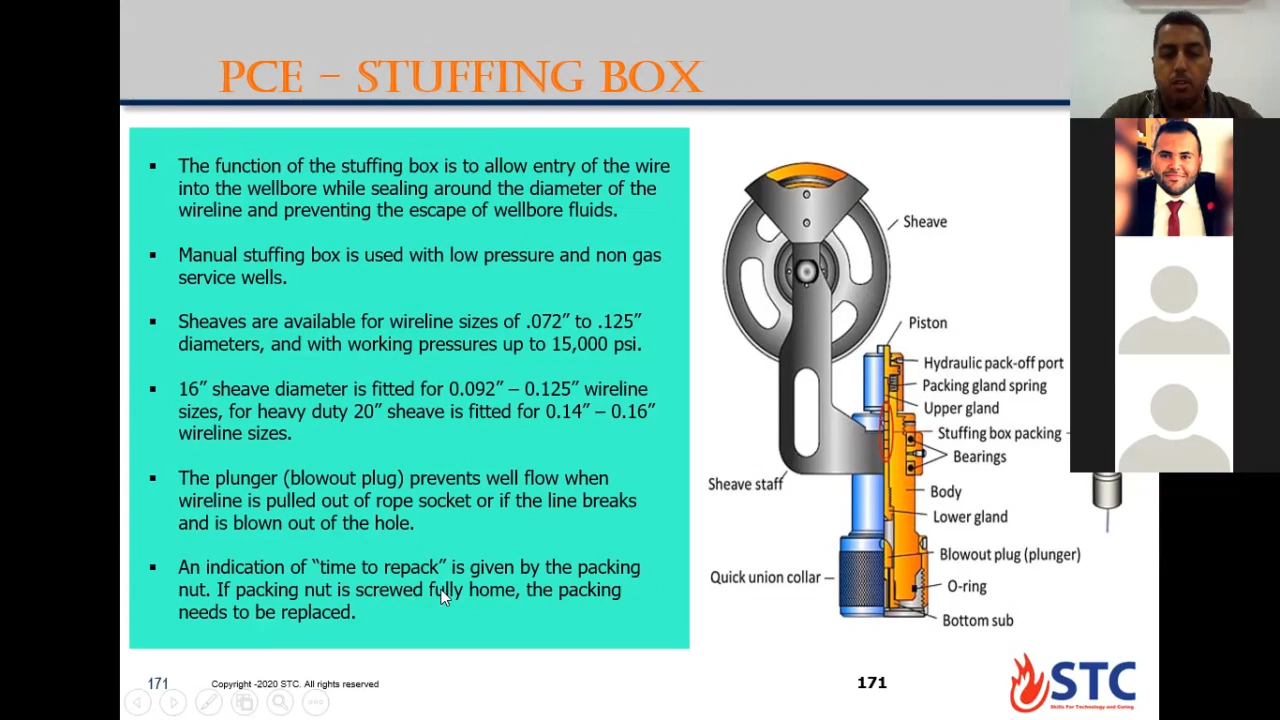 PCE – STUFFING BOX
▪ The function of the stuffing box is to allow entry of the wire
into the wellbore while sealing around the diameter of the
wireline and preventing the escape of wellbore fluids.
▪ Manual stuffing box is used with low pressure and non gas
service wells.
▪ Sheaves are available for wireline sizes of .072” to .125”
diameters, and with working pressures up to 15,000 psi.
▪ 16” sheave diameter is fitted for 0.092” – 0.125” wireline
sizes, for heavy duty 20” sheave is fitted for 0.14” – 0.16”
wireline sizes.
▪ The plunger (blowout plug) prevents well flow when
wireline is pulled out of rope socket or if the line breaks
and is blown out of the hole.
▪ An indication of “time to repack” is given by the packing
nut. If packing nut is screwed fully home, the packing
needs to be replaced.
Sheave
Piston
Hydraulic pack-off port
Packing gland spring
Upper gland
Stuffing box packing
Bearings
Sheave staff
Body
Lower gland
Blowout plug (plunger)
Quick union collar
O-ring
Bottom sub
171
Copyright -2020 STC. All rights reserved
171
STC
Skills For Technology and Caring